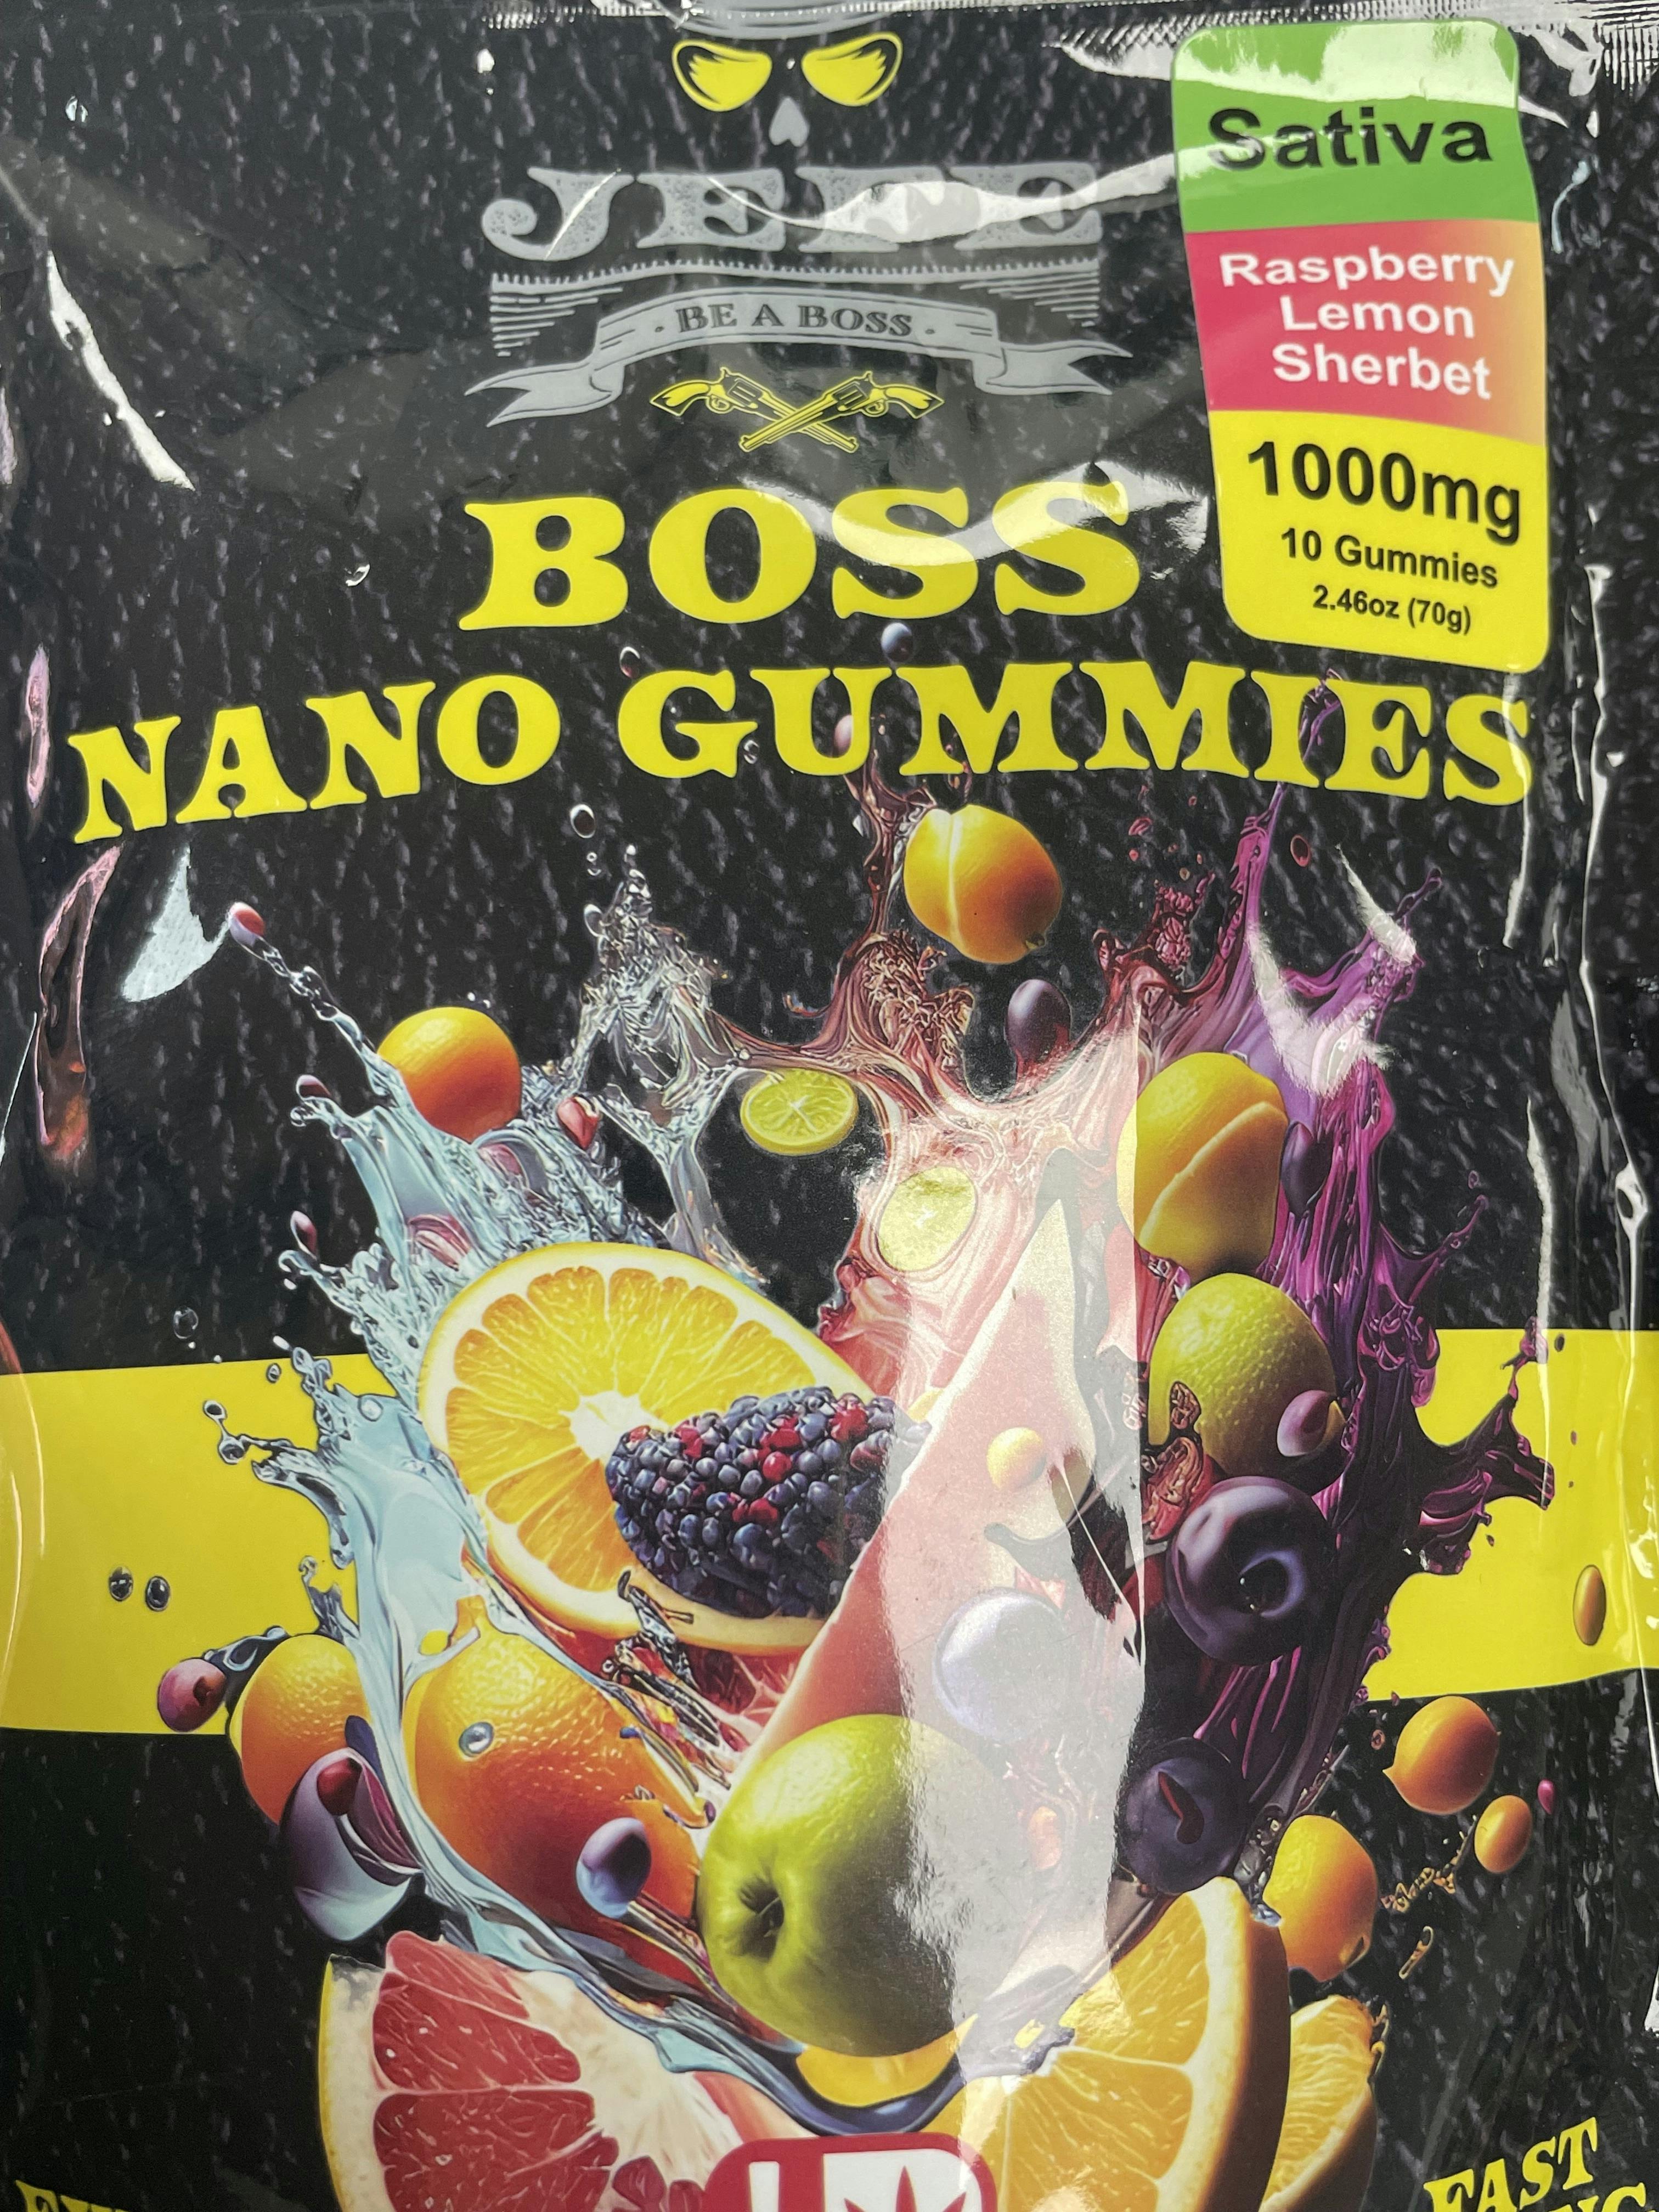 JEFE
· BE A BOSS ·
Sativa
Raspberry
Lemon
Sherbet
1000mg
10 Gummies
2.46oz (70g)
BOSS
NANO GUMMIES
FAST